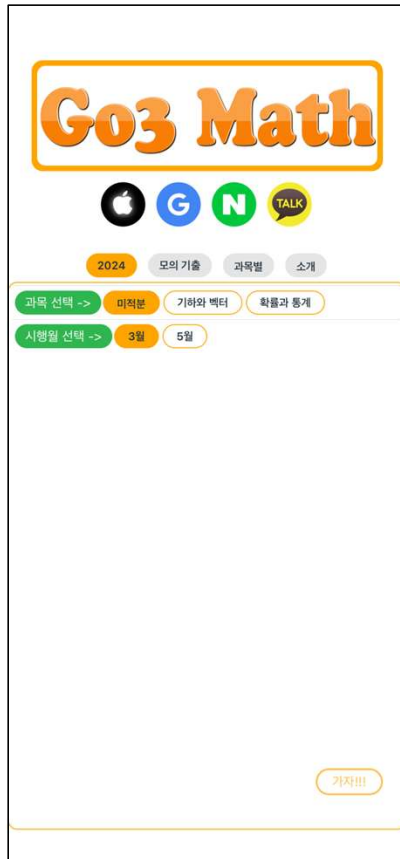 Go3 Math
G N TALK
2024 모의 기출 과목별 소개
과목 선택 -> 미적분 기하와 벡터 확률과 통계
시행월 선택 -> 3월 5월
가자!!!